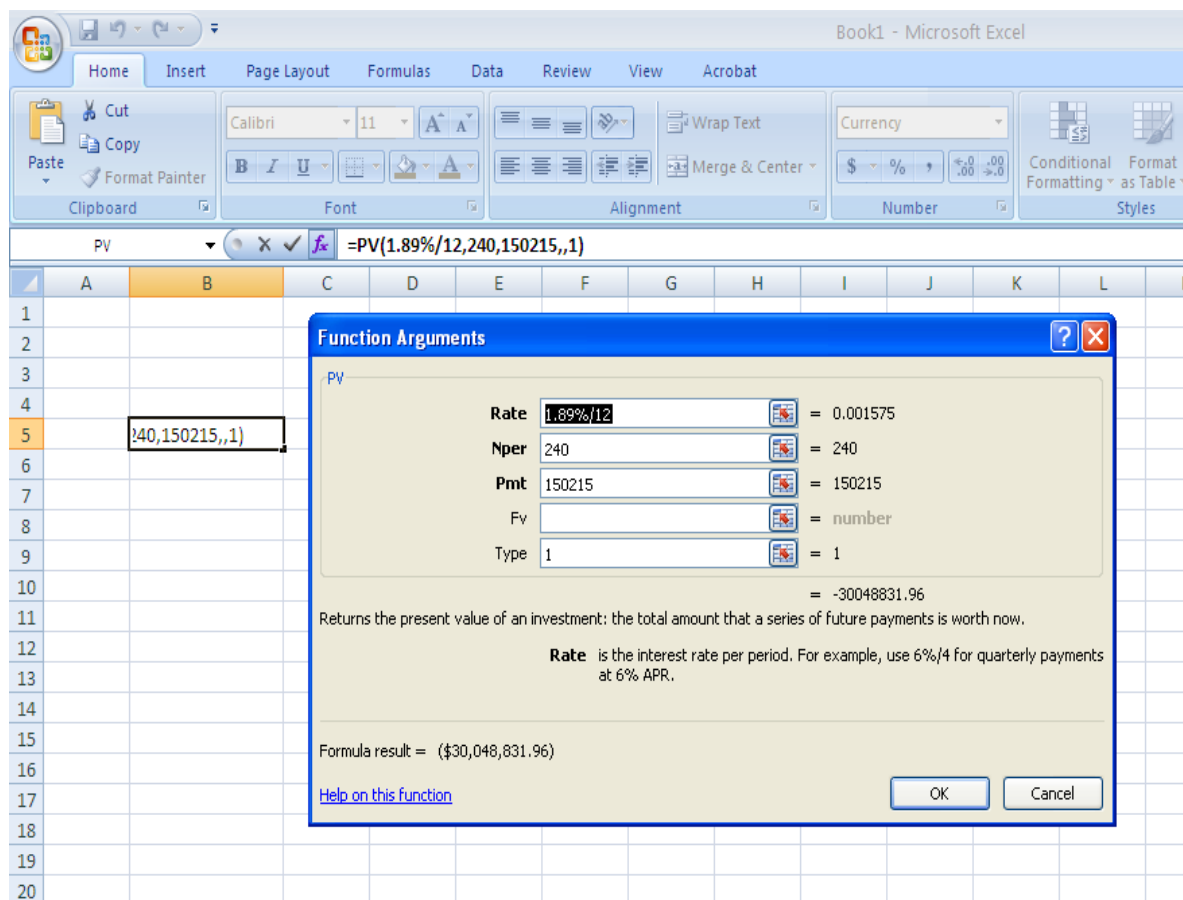 Book1 - Microsoft Excel
Home Insert Page Layout Formulas Data Review View Acrobat
Paste
Cut
Copy
Format Painter
Clipboard
Calibri 11
B I U
Font
Wrap Text
Merge & Center
Alignment
Currency
$ % , .0 .00 .00 .0
Number
Conditional Formatting
Format as Table
Styles
PV fx =PV(1.89%/12,240,150215,,1)
A B C D E F G H I J K L
1
2
3
4
5 240,150215,,1)
6
7
8
9
10
11
12
13
14
15
16
17
18
19
20
Function Arguments ?
PV
Rate 1.89%/12 = 0.001575
Nper 240 = 240
Pmt 150215 = 150215
Fv = number
Type 1 = 1
= -30048831.96
Returns the present value of an investment: the total amount that a series of future payments is worth now.
Rate is the interest rate per period. For example, use 6%/4 for quarterly payments
at 6% APR.
Formula result = ($30,048,831.96)
Help on this function OK Cancel